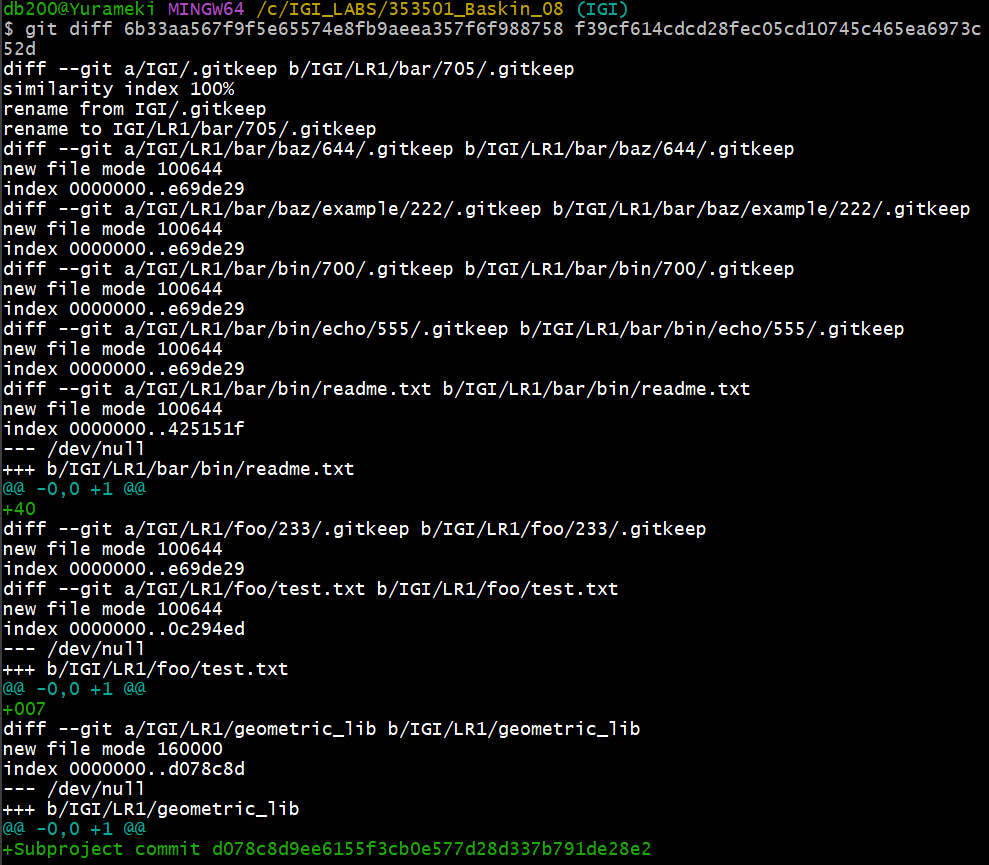 db200@Yurameki MINGW64 /c/IGI_LABS/353501_Baskin_08 (IGI)
$ git diff 6b33aa567f9f5e65574e8fb9aeea357f6f988758 f39cf614cdcd28fec05cd10745c465ea6973c
52d
diff --git a/IGI/.gitkeep b/IGI/LR1/bar/705/.gitkeep
similarity index 100%
rename from IGI/.gitkeep
rename to IGI/LR1/bar/705/.gitkeep
diff --git a/IGI/LR1/bar/baz/644/.gitkeep b/IGI/LR1/bar/baz/644/.gitkeep
new file mode 100644
index 0000000..e69de29
diff --git a/IGI/LR1/bar/baz/example/222/.gitkeep b/IGI/LR1/bar/baz/example/222/.gitkeep
new file mode 100644
index 0000000..e69de29
diff --git a/IGI/LR1/bar/bin/700/.gitkeep b/IGI/LR1/bar/bin/700/.gitkeep
new file mode 100644
index 0000000..e69de29
diff --git a/IGI/LR1/bar/bin/echo/555/.gitkeep b/IGI/LR1/bar/bin/echo/555/.gitkeep
new file mode 100644
index 0000000..e69de29
diff --git a/IGI/LR1/bar/bin/readme.txt b/IGI/LR1/bar/bin/readme.txt
new file mode 100644
index 0000000..425151f
--- /dev/null
+++ b/IGI/LR1/bar/bin/readme.txt
@@ -0,0 +1 @@
+40
diff --git a/IGI/LR1/foo/233/.gitkeep b/IGI/LR1/foo/233/.gitkeep
new file mode 100644
index 0000000..e69de29
diff --git a/IGI/LR1/foo/test.txt b/IGI/LR1/foo/test.txt
new file mode 100644
index 0000000..0c294ed
--- /dev/null
+++ b/IGI/LR1/foo/test.txt
@@ -0,0 +1 @@
+007
diff --git a/IGI/LR1/geometric_lib b/IGI/LR1/geometric_lib
new file mode 160000
index 0000000..d078c8d
--- /dev/null
+++ b/IGI/LR1/geometric_lib
@@ -0,0 +1 @@
+Subproject commit d078c8d9ee6155f3cb0e577d28d337b791de28e2